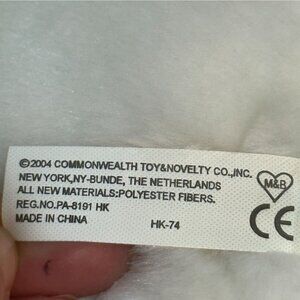 ©2004 COMMONWEALTH TOY&NOVELTY CO.,INC.
NEW YORK,NY-BUNDE, THE NETHERLANDS
ALL NEW MATERIALS:POLYESTER FIBERS.
REG.NO.PA-8191 HK
MADE IN CHINA HK-74
M&B
CE